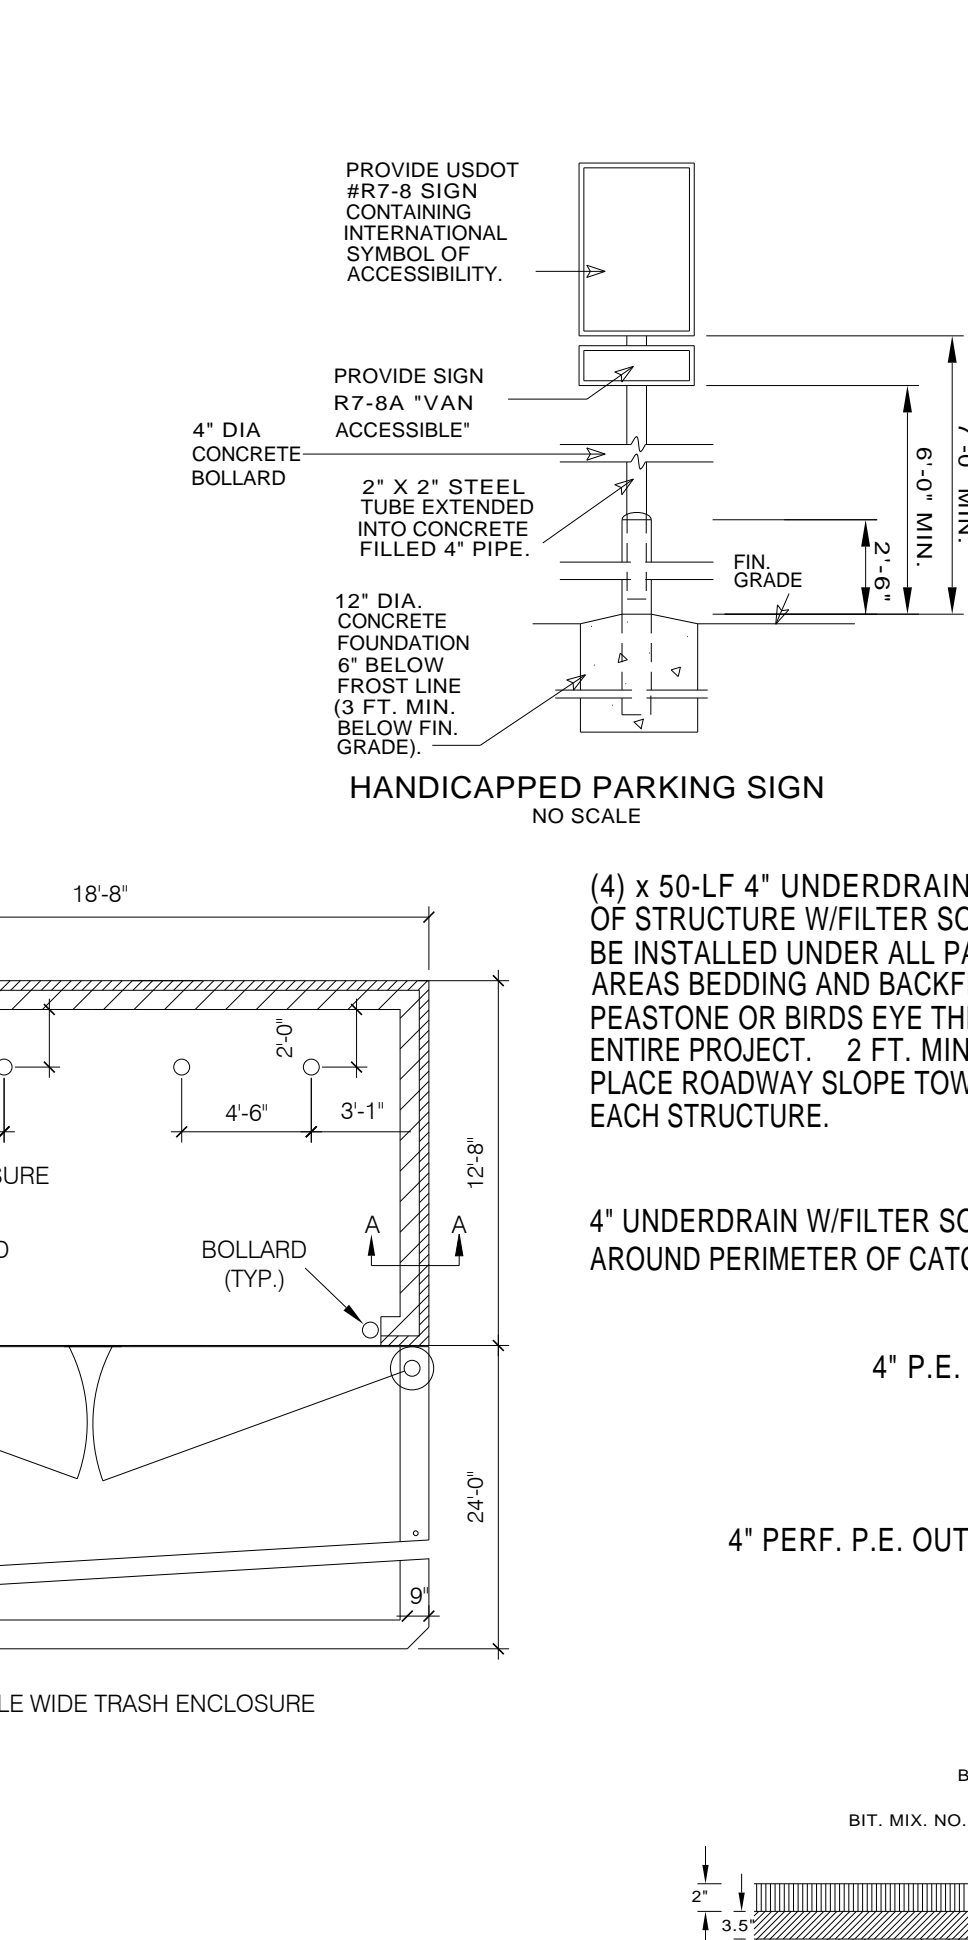 PROVIDE USDOT
#R7-8 SIGN
CONTAINING
INTERNATIONAL
SYMBOL OF
ACCESSIBILITY.
PROVIDE SIGN
R7-8A "VAN
ACCESSIBLE"
4" DIA
CONCRETE
BOLLARD
2" X 2" STEEL
TUBE EXTENDED
INTO CONCRETE
FILLED 4" PIPE.
12" DIA.
CONCRETE
FOUNDATION
6" BELOW
FROST LINE
(3 FT. MIN.
BELOW FIN.
GRADE).
FIN.
GRADE
2'-6"
6'-0" MIN.
7'-0" MIN.
HANDICAPPED PARKING SIGN
NO SCALE
18'-8"
2'-0"
4'-6"
3'-1"
12'-8"
SURE
A
A
BOLLARD
(TYP.)
24'-0"
9"
LE WIDE TRASH ENCLOSURE
(4) x 50-LF 4" UNDERDRAIN
OF STRUCTURE W/FILTER SO
BE INSTALLED UNDER ALL PA
AREAS BEDDING AND BACKF
PEASTONE OR BIRDS EYE TH
ENTIRE PROJECT. 2 FT. MIN
PLACE ROADWAY SLOPE TOW
EACH STRUCTURE.
4" UNDERDRAIN W/FILTER SO
AROUND PERIMETER OF CATC
4" P.E.
4" PERF. P.E. OUT
BIT. MIX. NO.
2"
3.5"